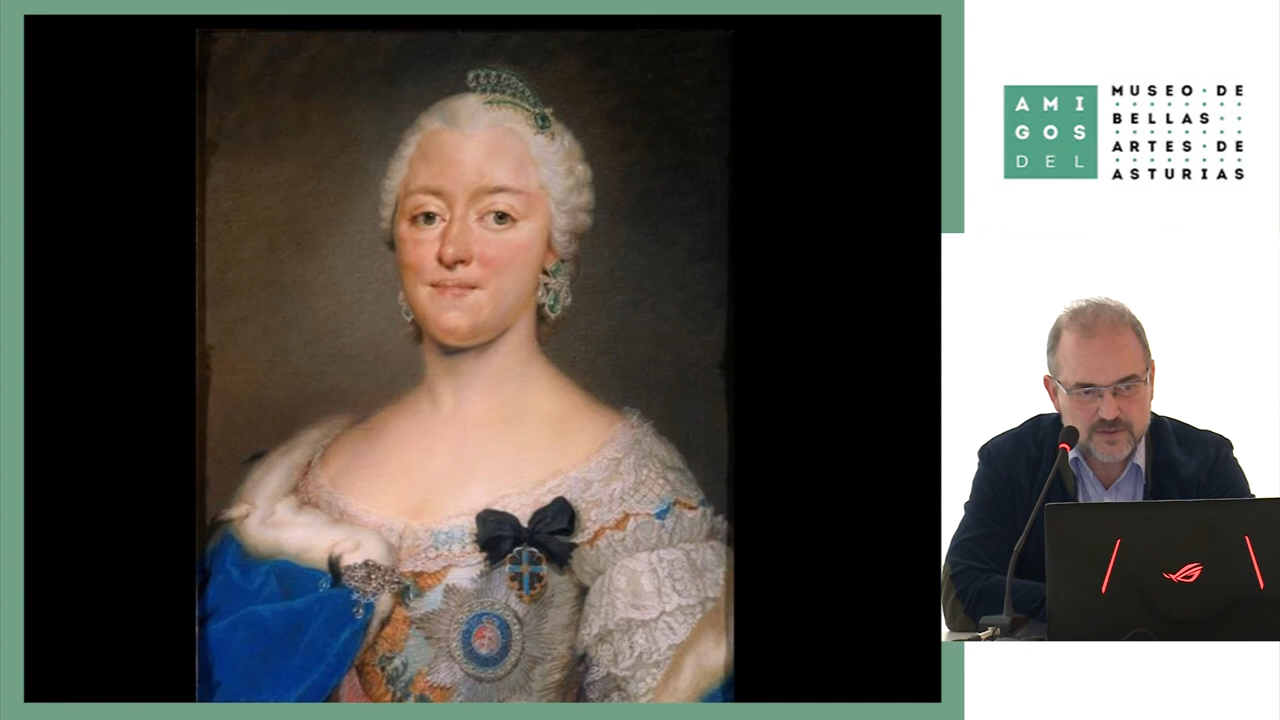 AMI
GOS
DEL
MUSEO·DE
BELLAS
ARTES·DE
ASTURIAS